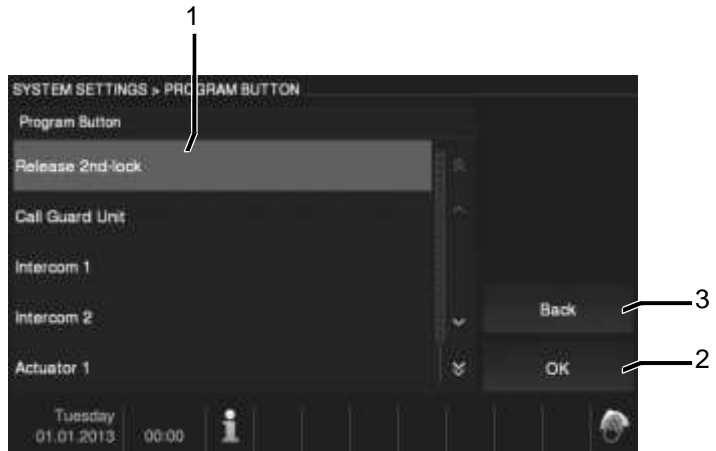 1
SYSTEM SETTINGS > PROGRAM BUTTON
Program Button
Release 2nd-lock
Call Guard Unit
Intercom 1
Intercom 2
Back
3
Actuator 1
OK
2
Tuesday
01.01.2013
00:00
i